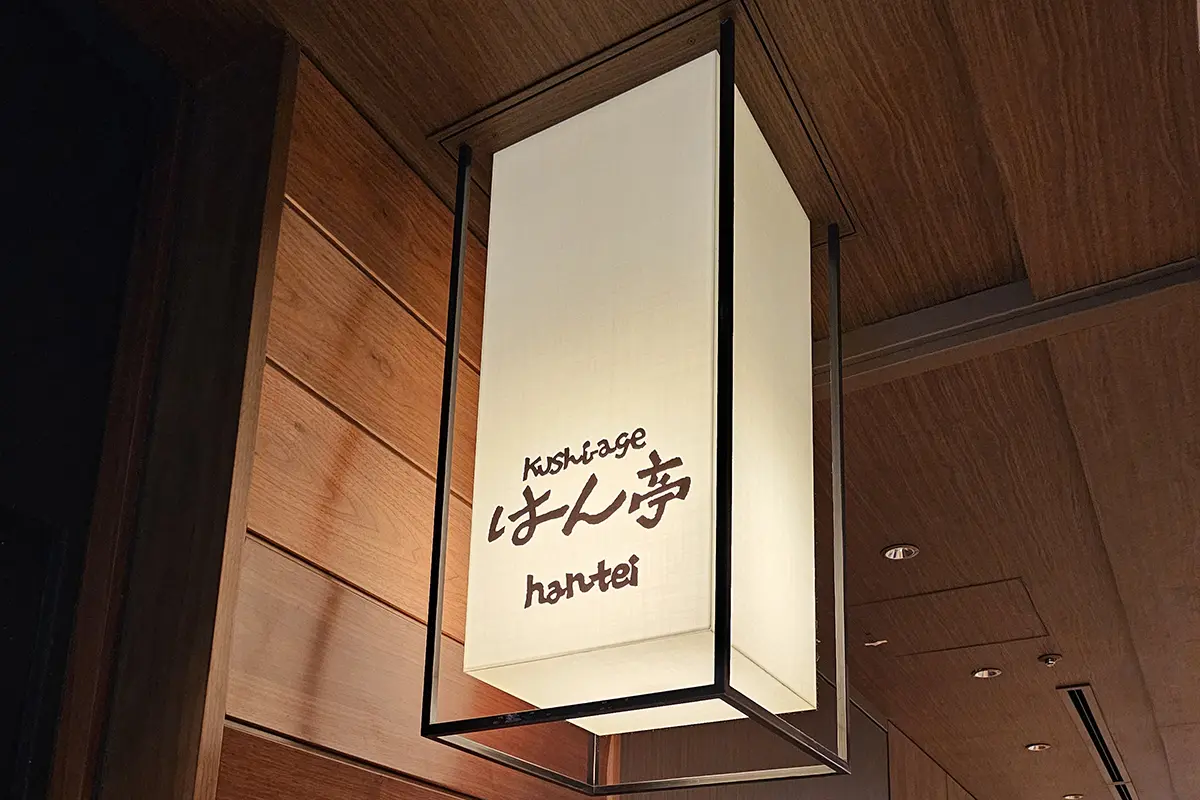 Kushi-age
はん亭
han-tei